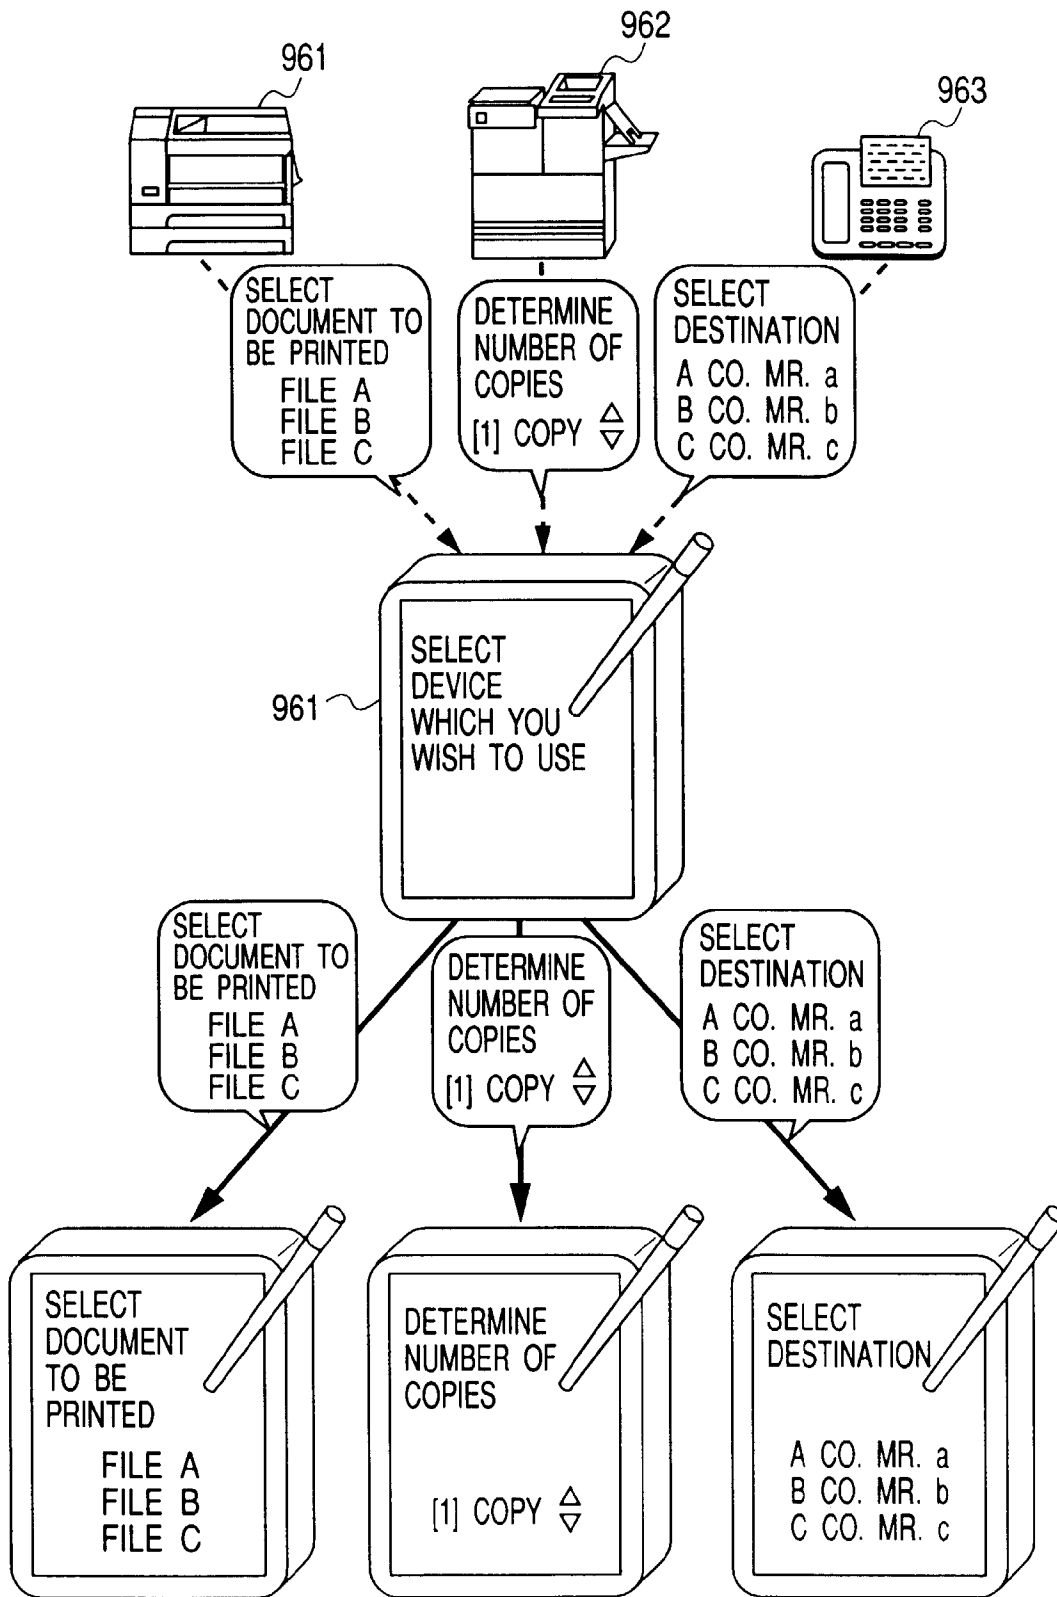 961
962
963
SELECT
DOCUMENT TO
BE PRINTED
FILE A
FILE B
FILE C
DETERMINE
NUMBER OF
COPIES
[1] COPY △▽
SELECT
DESTINATION
A CO. MR. a
B CO. MR. b
C CO. MR. c
961
SELECT
DEVICE
WHICH YOU
WISH TO USE
SELECT
DOCUMENT TO
BE PRINTED
FILE A
FILE B
FILE C
DETERMINE
NUMBER OF
COPIES
[1] COPY △▽
SELECT
DESTINATION
A CO. MR. a
B CO. MR. b
C CO. MR. c
SELECT
DOCUMENT
TO BE
PRINTED
FILE A
FILE B
FILE C
DETERMINE
NUMBER OF
COPIES
[1] COPY △▽
SELECT
DESTINATION
A CO. MR. a
B CO. MR. b
C CO. MR. c